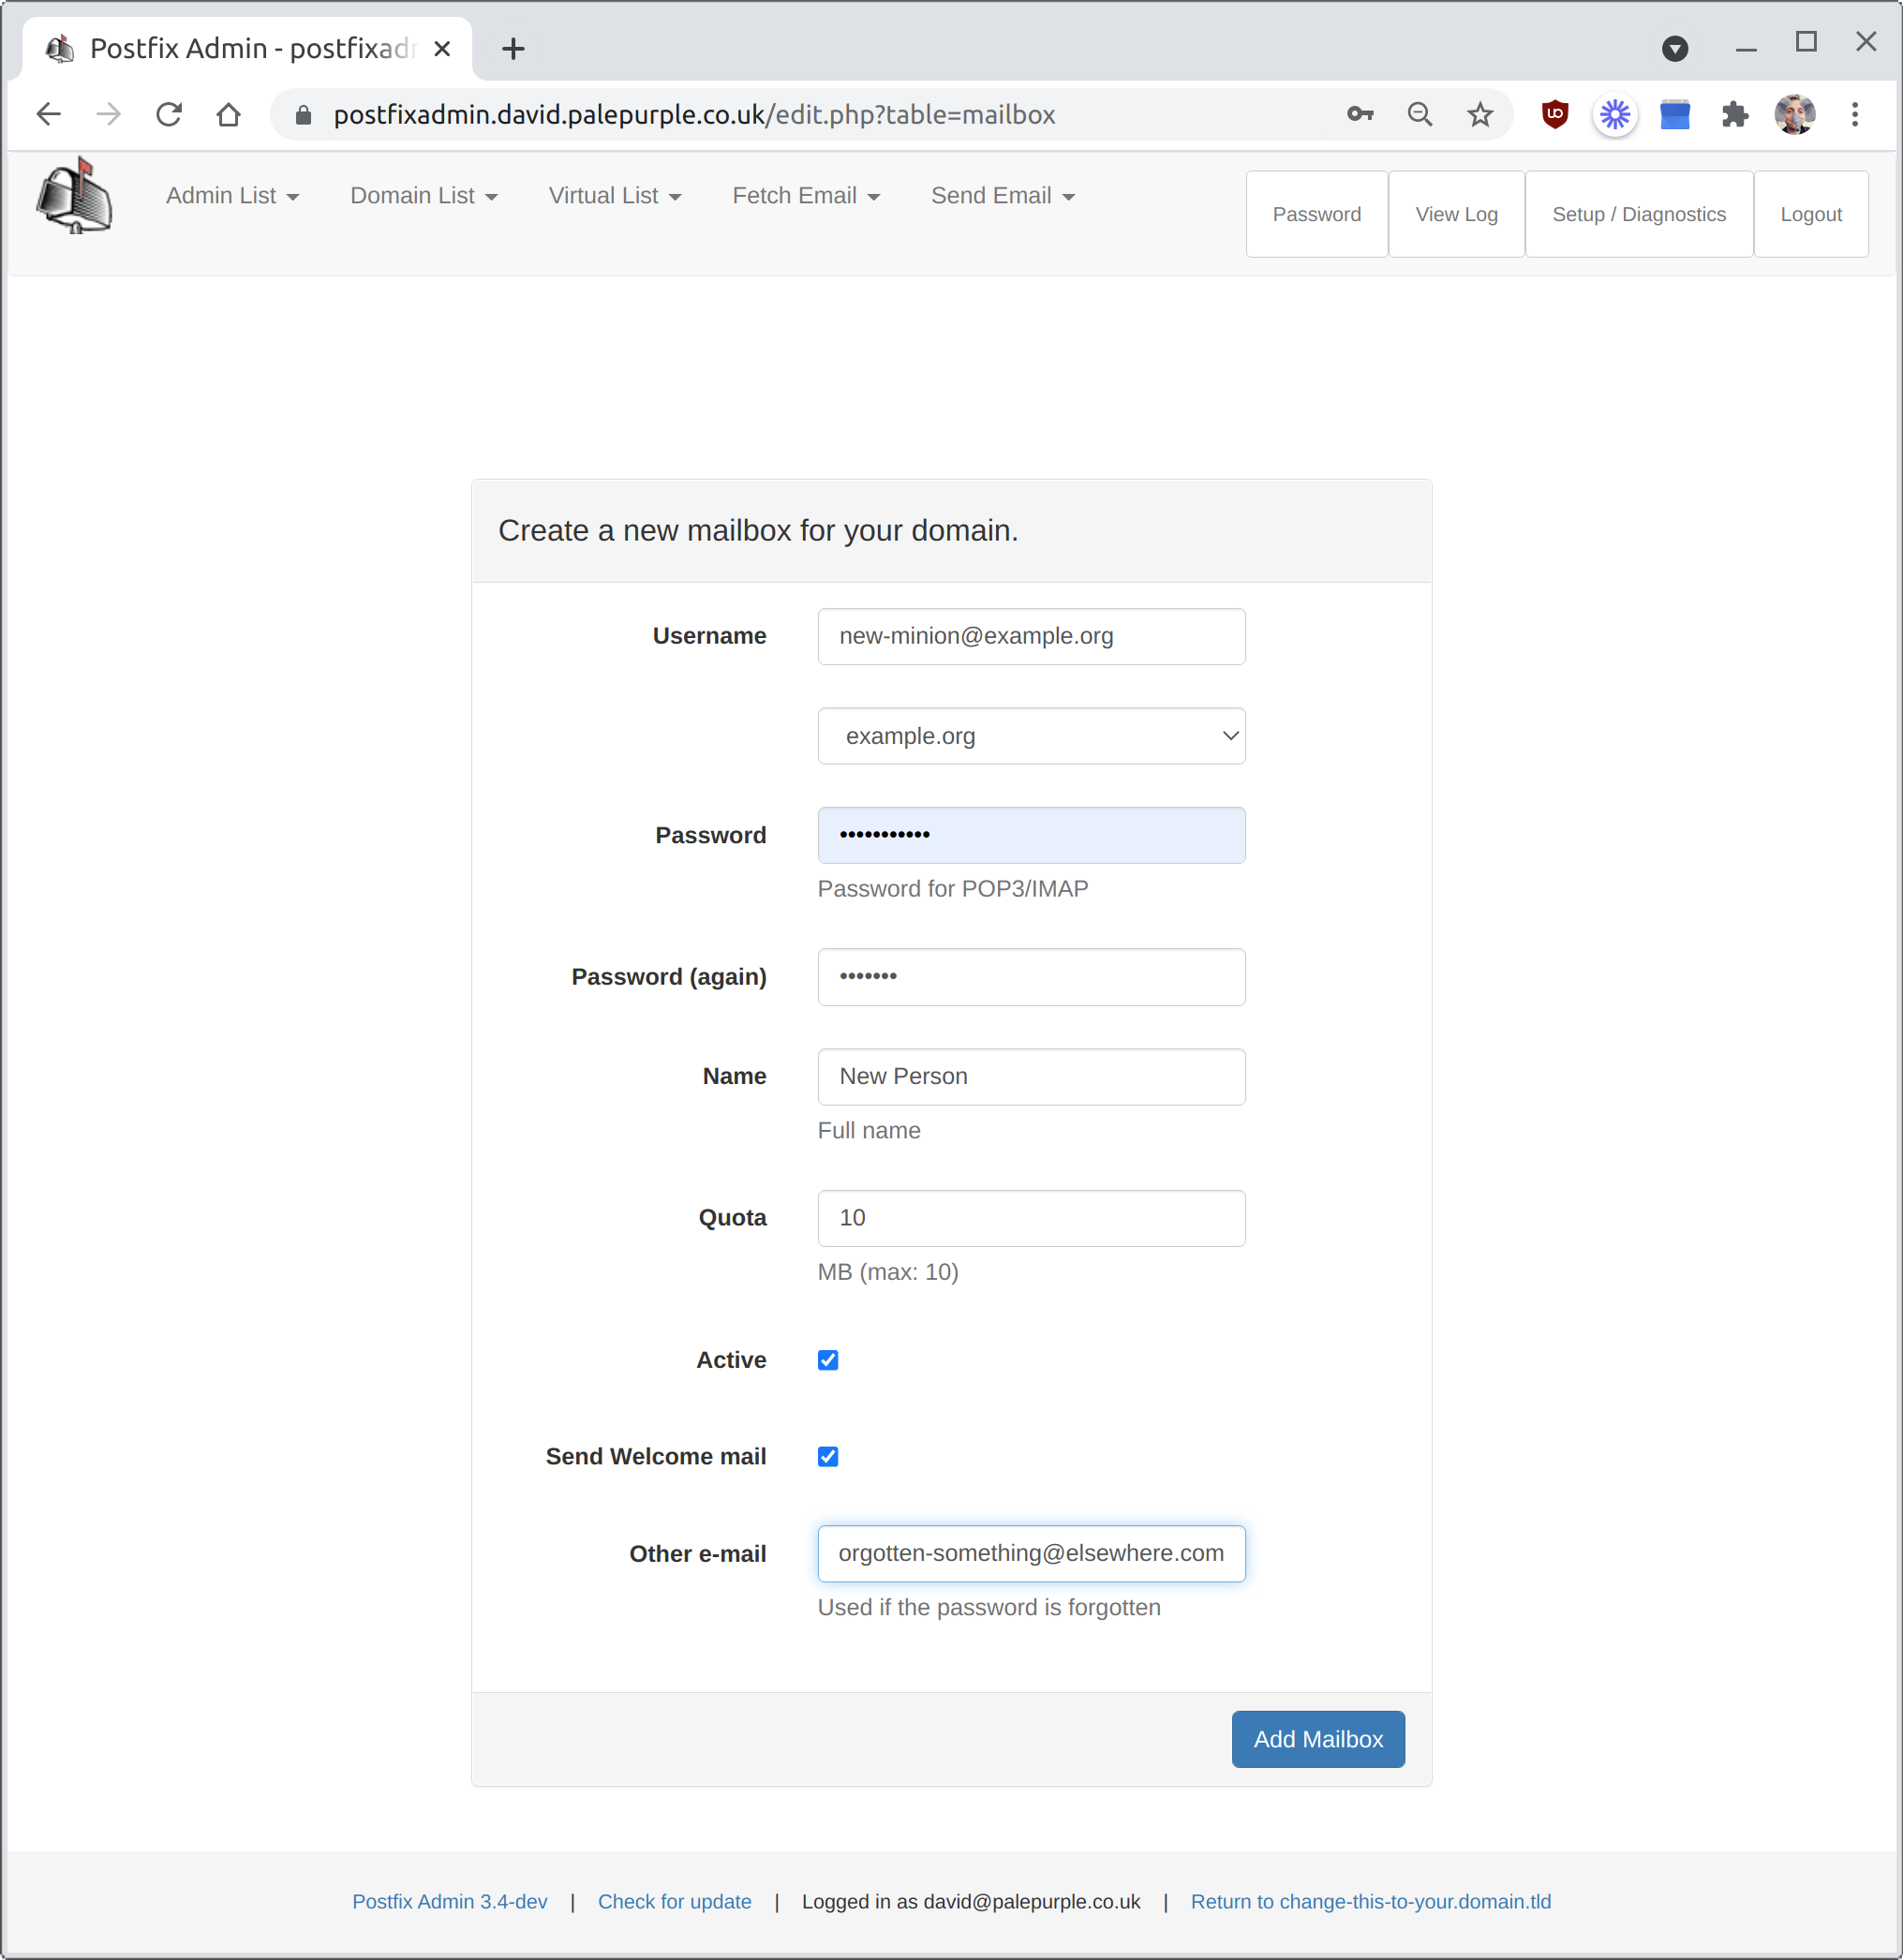 Postfix Admin - postfixadr
postfixadmin.david.palepurple.co.uk/edit.php?table=mailbox
Admin List
Domain List
Virtual List
Fetch Email
Send Email
Password
View Log
Setup / Diagnostics
Logout
Create a new mailbox for your domain.
Username
new-minion@example.org
example.org
Password
•••••••••••
Password for POP3/IMAP
Password (again)
•••••••
Name
New Person
Full name
Quota
10
MB (max: 10)
Active
Send Welcome mail
Other e-mail
orgotten-something@elsewhere.com
Used if the password is forgotten
Add Mailbox
Postfix Admin 3.4-dev | Check for update | Logged in as david@palepurple.co.uk | Return to change-this-to-your.domain.tld